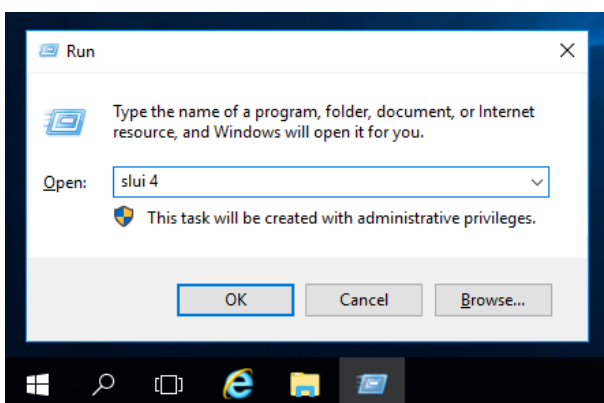 Run
Type the name of a program, folder, document, or Internet
resource, and Windows will open it for you.
Open: slui 4
This task will be created with administrative privileges.
OK Cancel Browse...